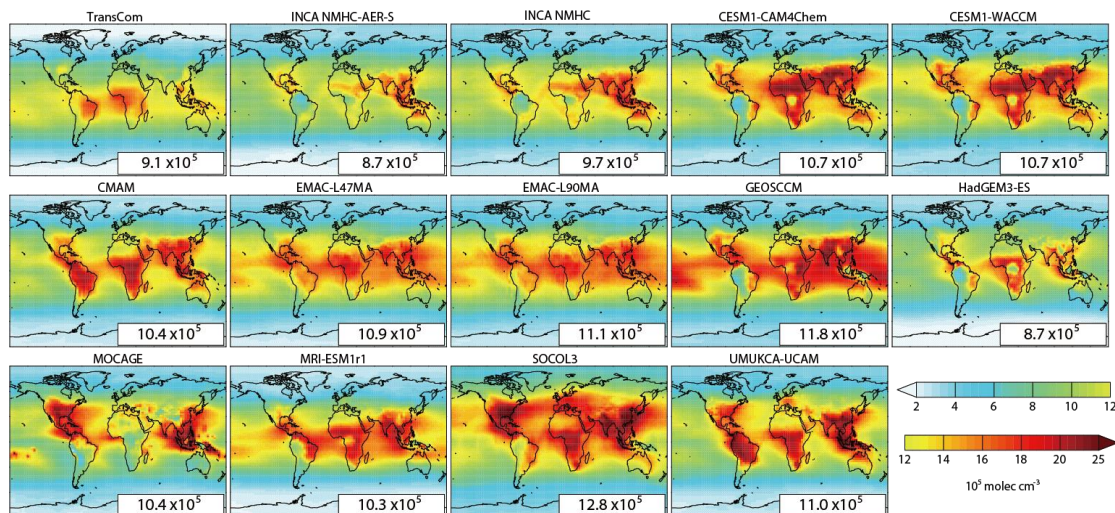 TransCom
INCA NMHC-AER-S
INCA NMHC
CESM1-CAM4Chem
CESM1-WACCM
9.1 x10⁵
8.7 x10⁵
9.7 x10⁵
10.7 x10⁵
10.7 x10⁵
CMAM
EMAC-L47MA
EMAC-L90MA
GEOSCCM
HadGEM3-ES
10.4 x10⁵
10.9 x10⁵
11.1 x10⁵
11.8 x10⁵
8.7 x10⁵
MOCAGE
MRI-ESM1r1
SOCOL3
UMUKCA-UCAM
10.4 x10⁵
10.3 x10⁵
12.8 x10⁵
11.0 x10⁵
2 4 6 8 10 12
12 14 16 18 20 25
10⁵ molec cm⁻³